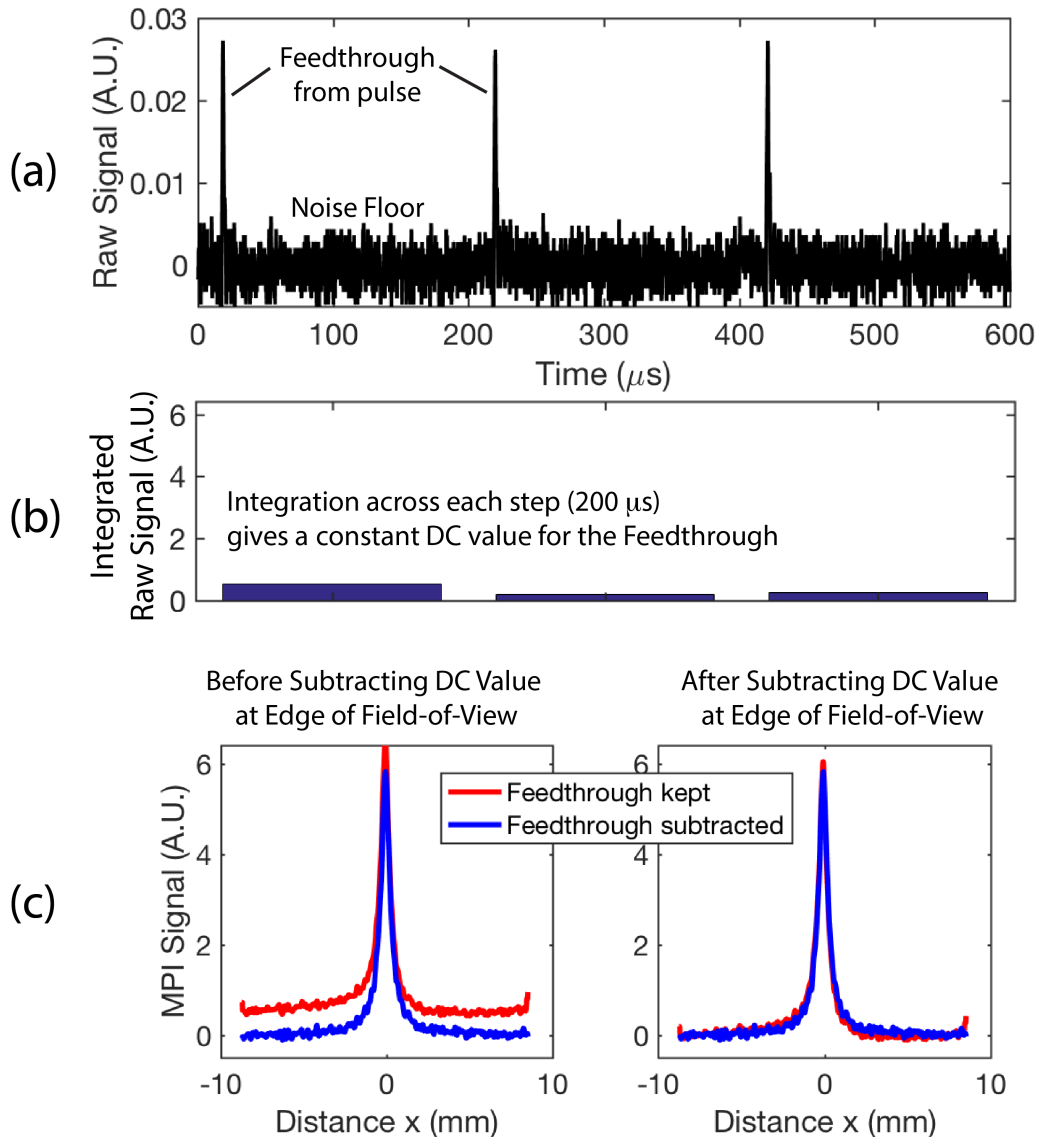 (a)
Raw Signal (A.U.)
0.03
0.02
0.01
0
Feedthrough
from pulse
Noise Floor
0 100 200 300 400 500 600
Time (μs)
(b)
Integrated
Raw Signal (A.U.)
6
4
2
0
Integration across each step (200 μs)
gives a constant DC value for the Feedthrough
(c)
Before Subtracting DC Value
at Edge of Field-of-View
MPI Signal (A.U.)
6
4
2
0
-10 0 10
Distance x (mm)
Feedthrough kept
Feedthrough subtracted
After Subtracting DC Value
at Edge of Field-of-View
6
4
2
0
-10 0 10
Distance x (mm)